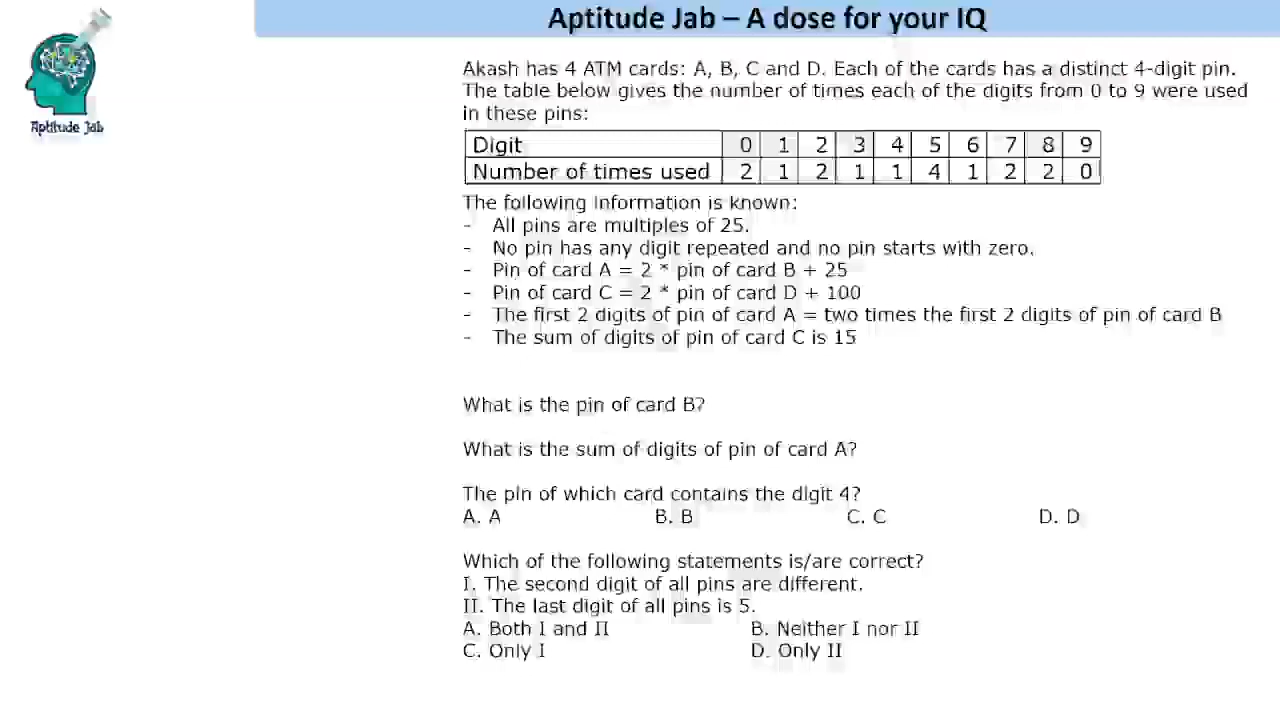 Aptitude Jab – A dose for your IQ
Aptitude Jab
Akash has 4 ATM cards: A, B, C and D. Each of the cards has a distinct 4-digit pin.
The table below gives the number of times each of the digits from 0 to 9 were used
in these pins:
Digit 0 1 2 3 4 5 6 7 8 9
Number of times used 2 1 2 1 1 4 1 2 2 0
The following information is known:
- All pins are multiples of 25.
- No pin has any digit repeated and no pin starts with zero.
- Pin of card A = 2 * pin of card B + 25
- Pin of card C = 2 * pin of card D + 100
- The first 2 digits of pin of card A = two times the first 2 digits of pin of card B
- The sum of digits of pin of card C is 15
What is the pin of card B?
What is the sum of digits of pin of card A?
The pin of which card contains the digit 4?
A. A B. B C. C D. D
Which of the following statements is/are correct?
I. The second digit of all pins are different.
II. The last digit of all pins is 5.
A. Both I and II B. Neither I nor II
C. Only I D. Only II